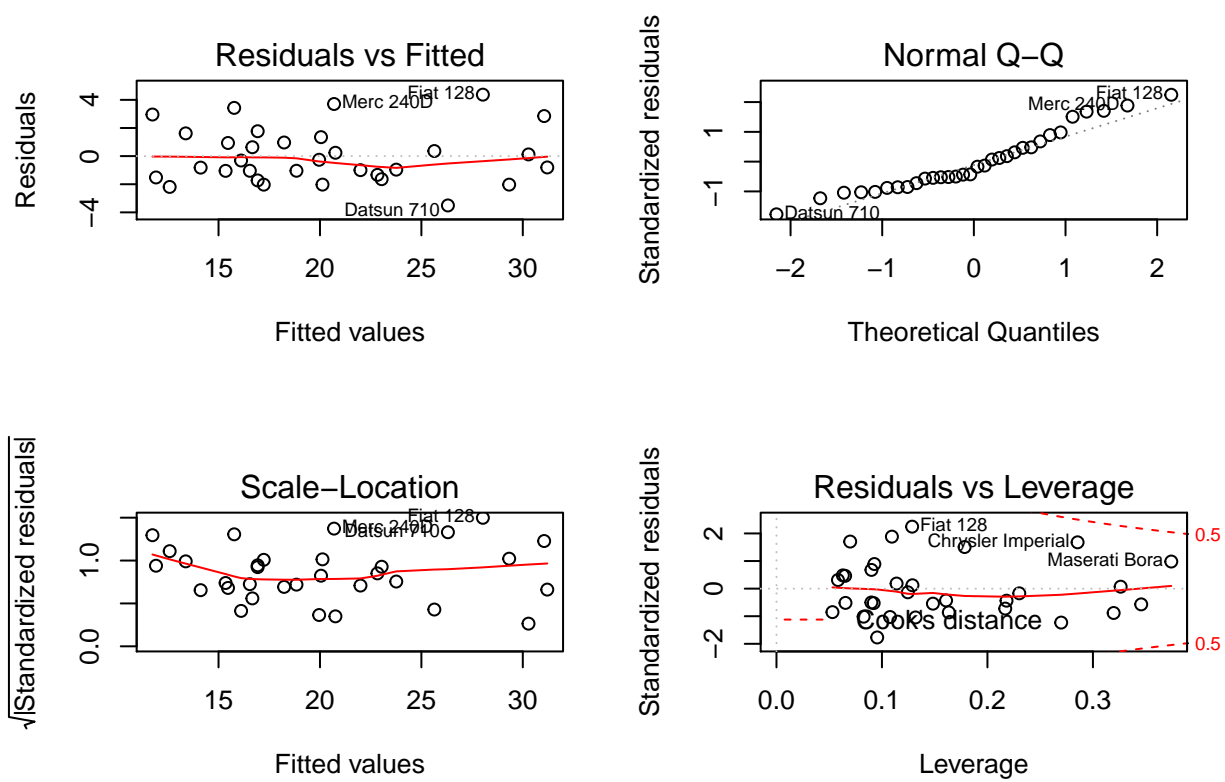 Residuals vs Fitted
Residuals
4
0
−4
Merc 240D
Fiat 128
Datsun 710
15 20 25 30
Fitted values
Normal Q−Q
Standardized residuals
1
−1
Fiat 128
Merc 240D
Datsun 710
−2 −1 0 1 2
Theoretical Quantiles
Scale−Location
√|Standardized residuals|
1.0
0.0
Fiat 128
Merc 240D
Datsun 710
15 20 25 30
Fitted values
Residuals vs Leverage
Standardized residuals
2
0
−2
Fiat 128
Chrysler Imperial
Maserati Bora
Cook's distance
0.5
0.5
0.0 0.1 0.2 0.3
Leverage